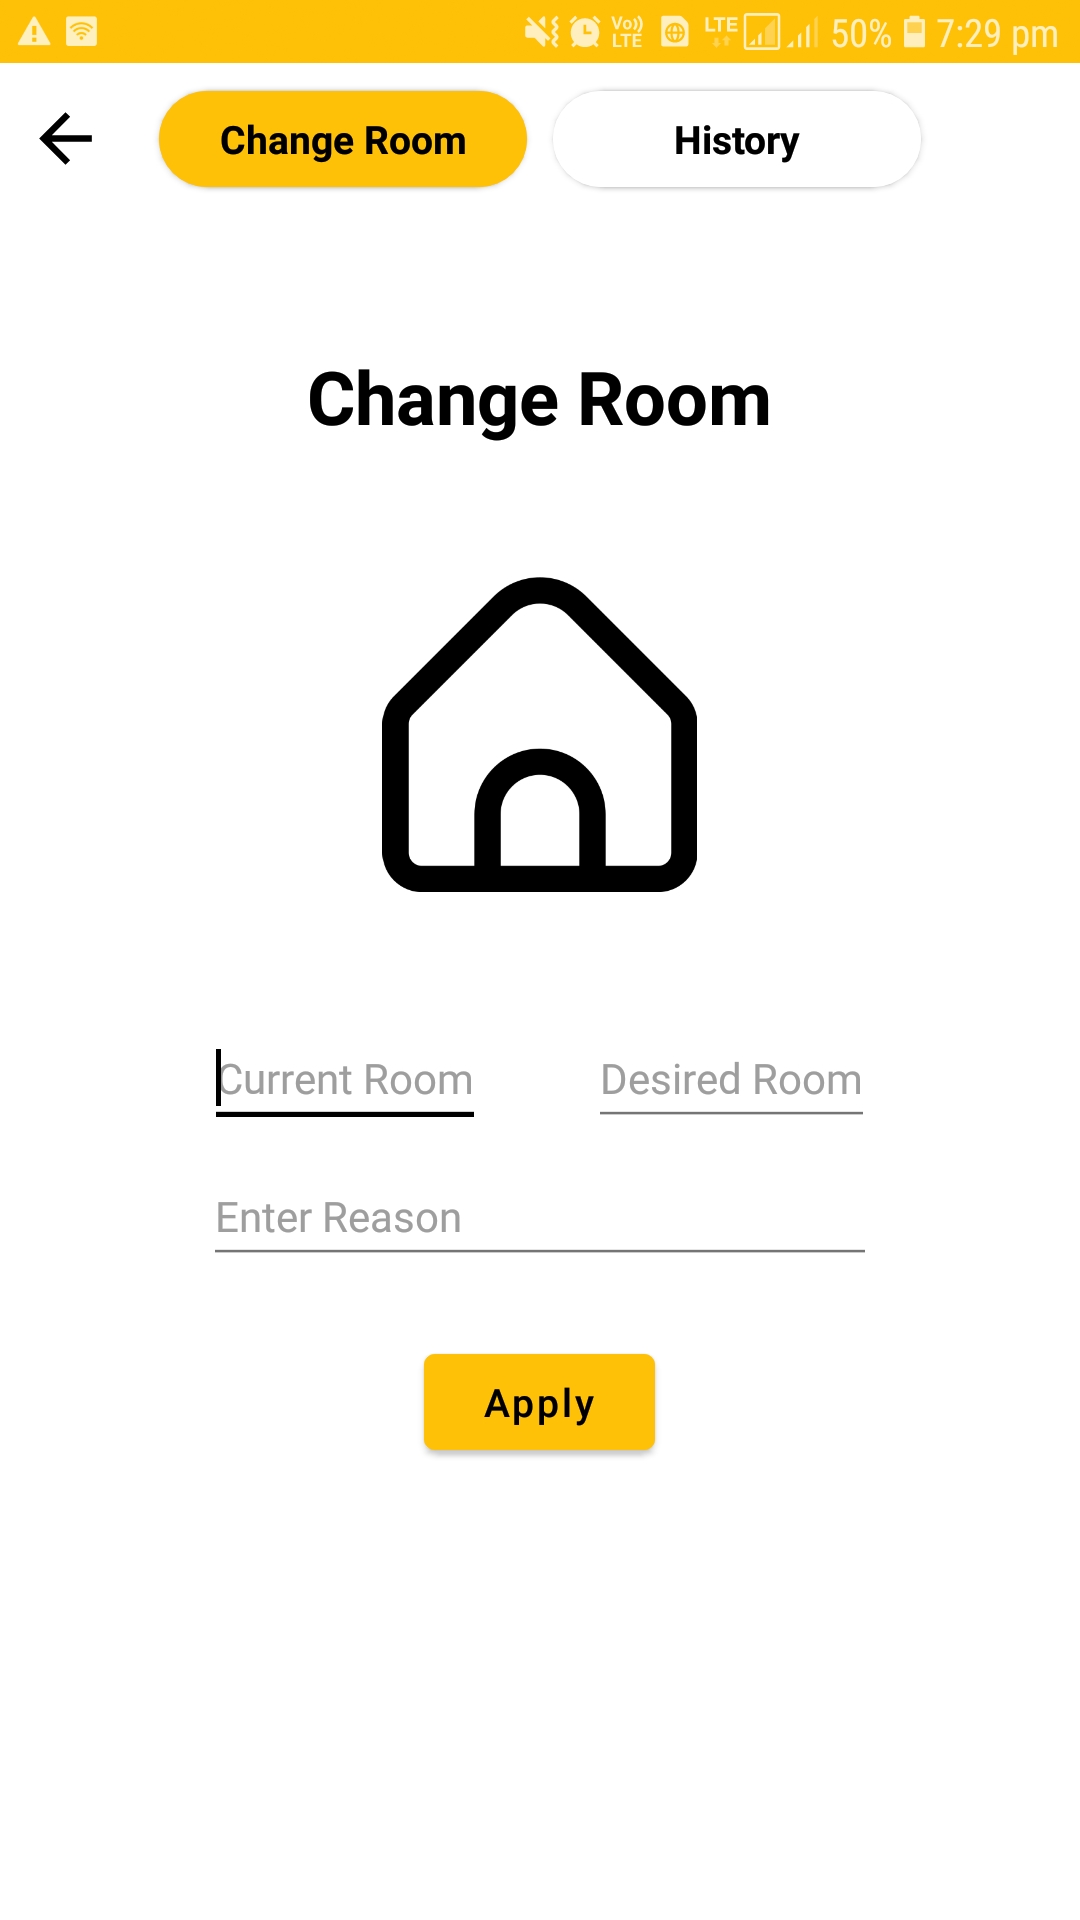 Vo)) LTE LTE 50% 7:29 pm
Change Room History
Change Room
Current Room Desired Room
Enter Reason
Apply